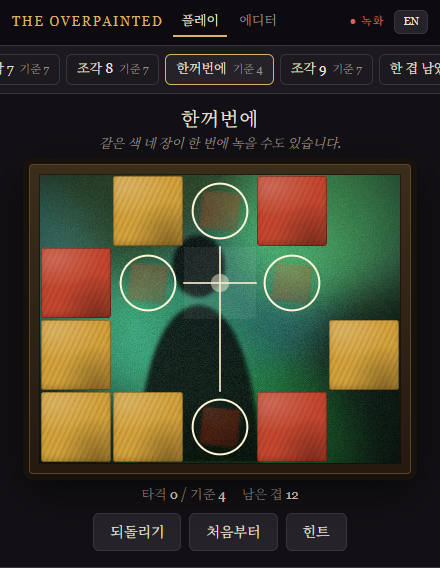 THE OVERPAINTED 플레이 에디터 녹화 EN
7 기준 7 조각 8 기준 7 한꺼번에 기준 4 조각 9 기준 7 한 겹
한꺼번에
같은 색 네 장이 한 번에 녹을 수도 있습니다.
타격 0 / 기준 4 남은 겹 12
되돌리기 처음부터 힌트